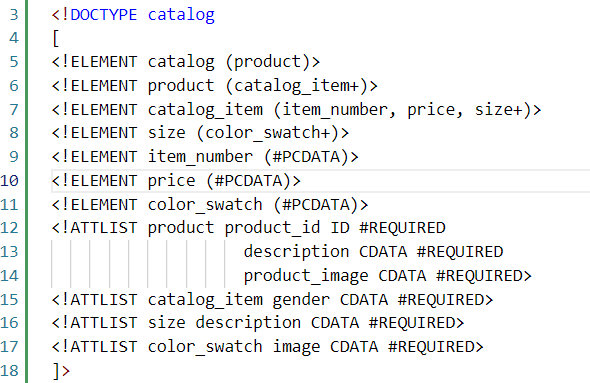 3 <!DOCTYPE catalog
4 [
5 <!ELEMENT catalog (product)>
6 <!ELEMENT product (catalog_item+)>
7 <!ELEMENT catalog_item (item_number, price, size+)>
8 <!ELEMENT size (color_swatch+)>
9 <!ELEMENT item_number (#PCDATA)>
10 <!ELEMENT price (#PCDATA)>
11 <!ELEMENT color_swatch (#PCDATA)>
12 <!ATTLIST product product_id ID #REQUIRED
13 description CDATA #REQUIRED
14 product_image CDATA #REQUIRED>
15 <!ATTLIST catalog_item gender CDATA #REQUIRED>
16 <!ATTLIST size description CDATA #REQUIRED>
17 <!ATTLIST color_swatch image CDATA #REQUIRED>
18 ]>